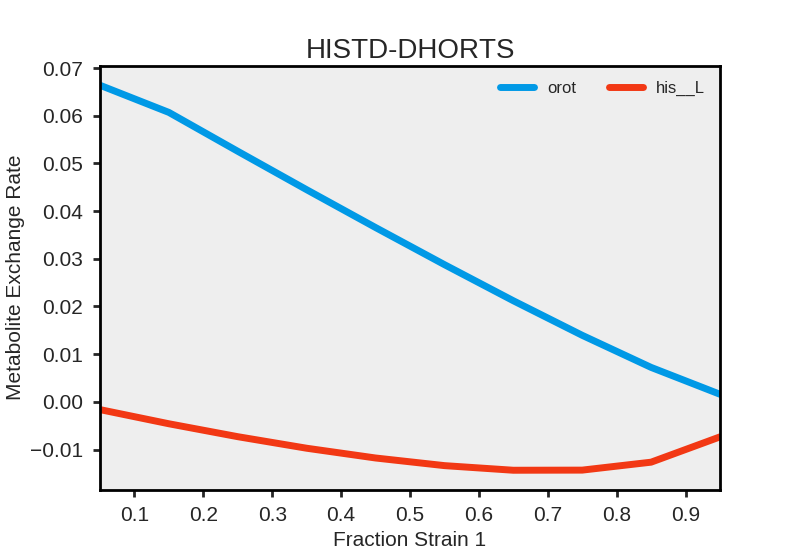 HISTD-DHORTS
orot his__L
Metabolite Exchange Rate
0.07
0.06
0.05
0.04
0.03
0.02
0.01
0.00
−0.01
0.1 0.2 0.3 0.4 0.5 0.6 0.7 0.8 0.9
Fraction Strain 1